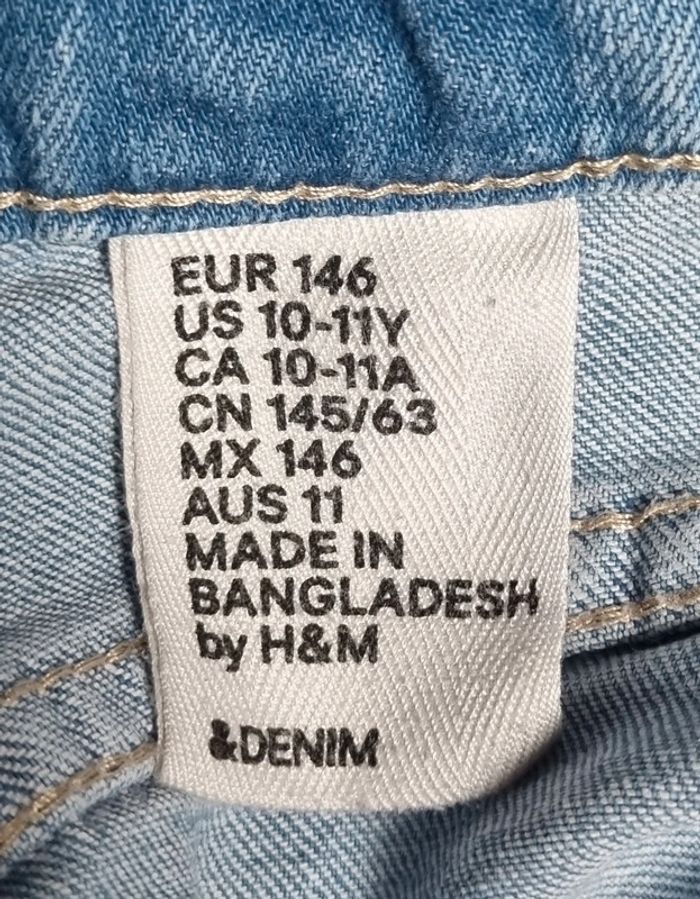 EUR 146
US 10-11Y
CA 10-11A
CN 145/63
MX 146
AUS 11
MADE IN
BANGLADESH
by H&M
&DENIM